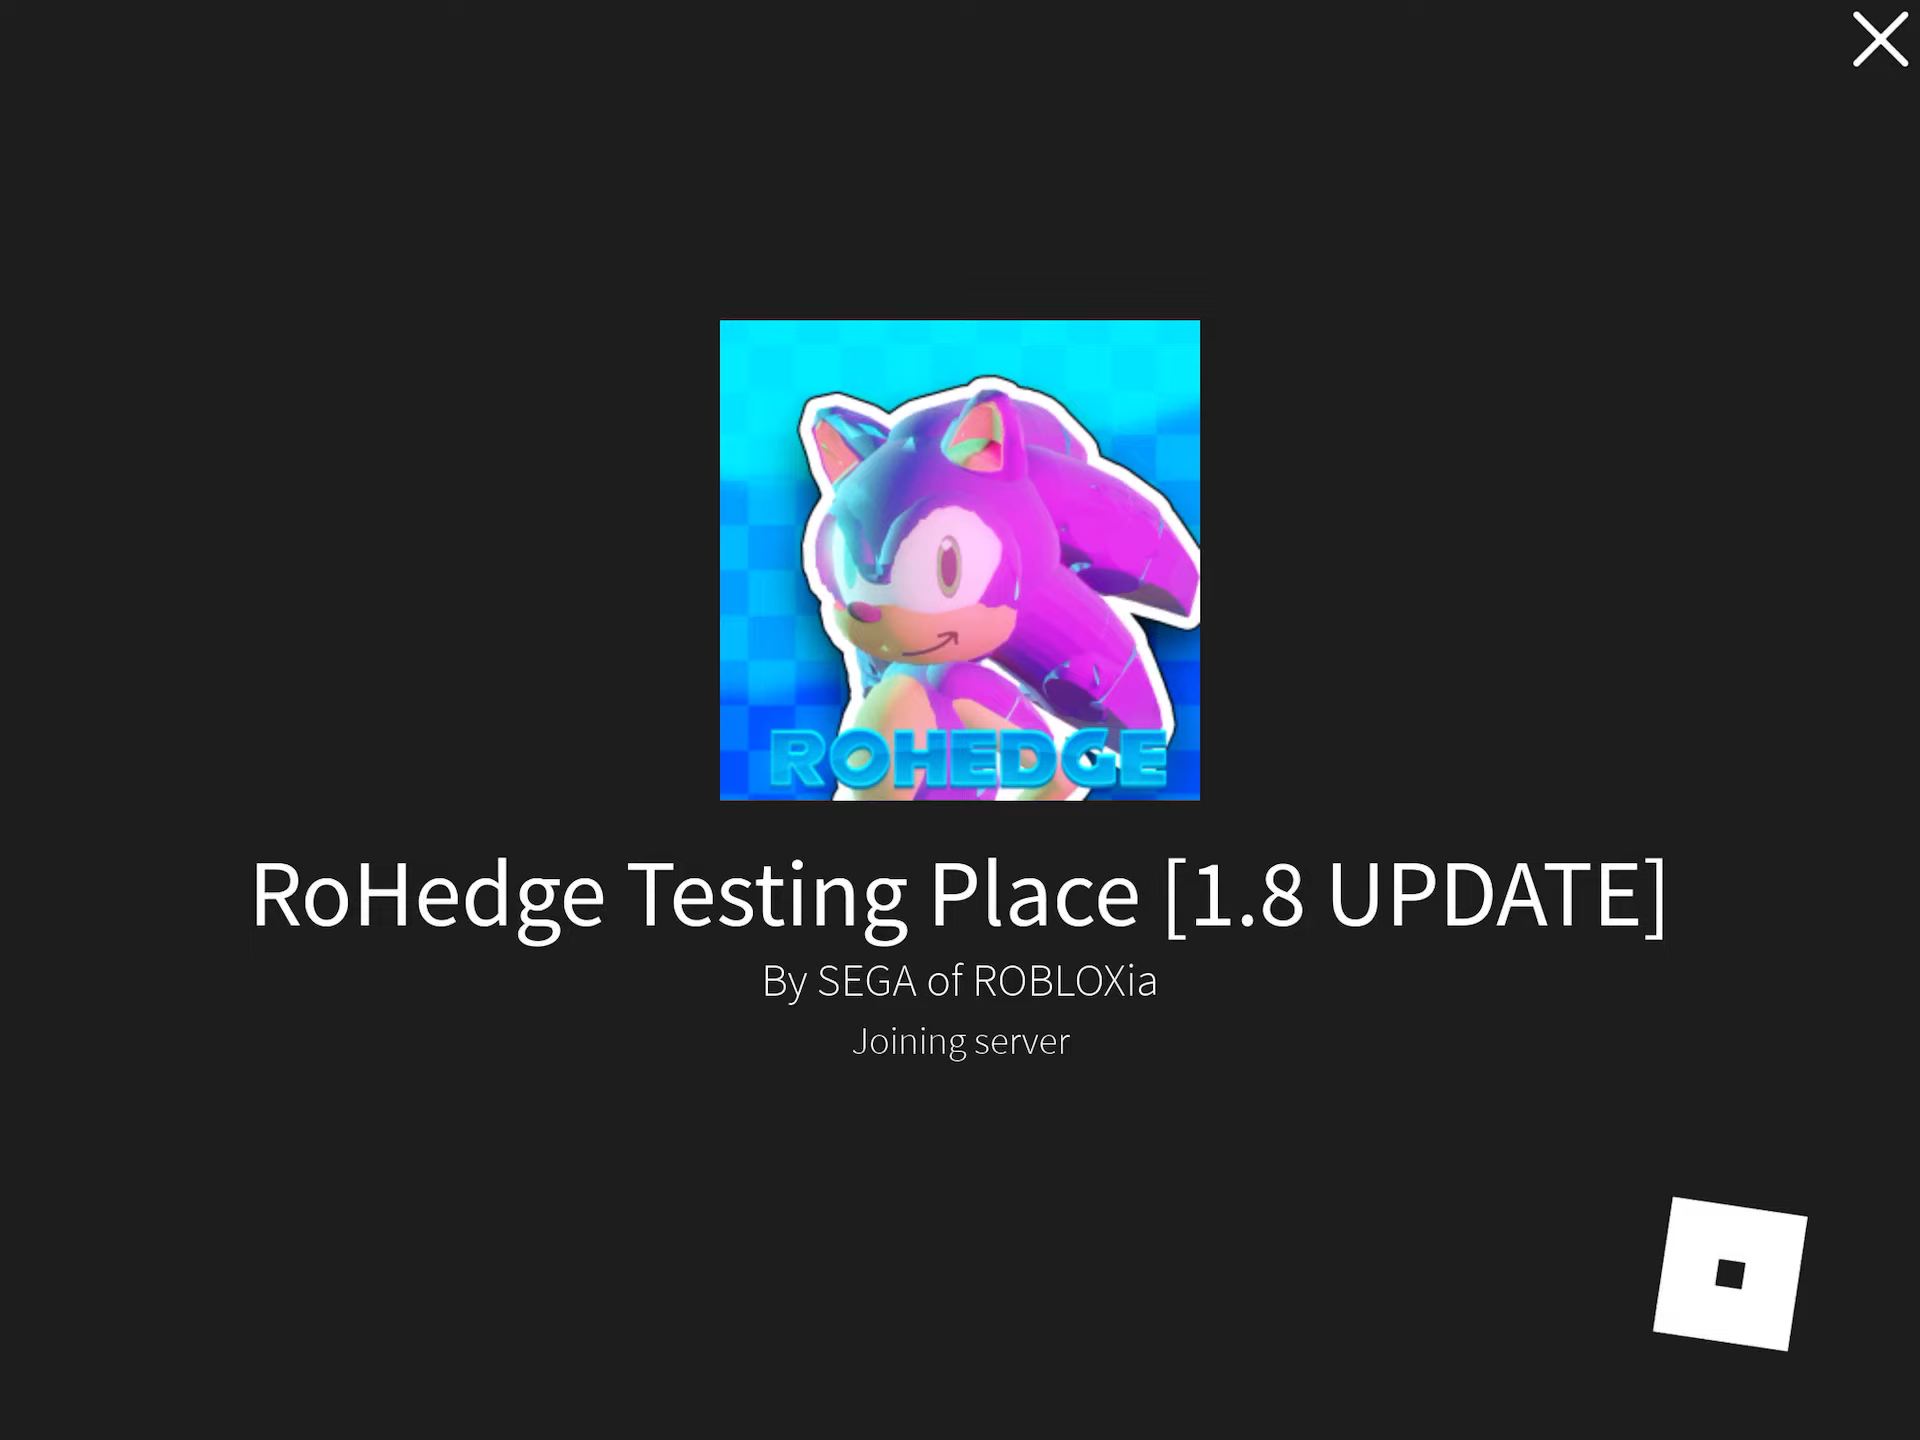 ROHEDGE
RoHedge Testing Place [1.8 UPDATE]
By SEGA of ROBLOXia
Joining server